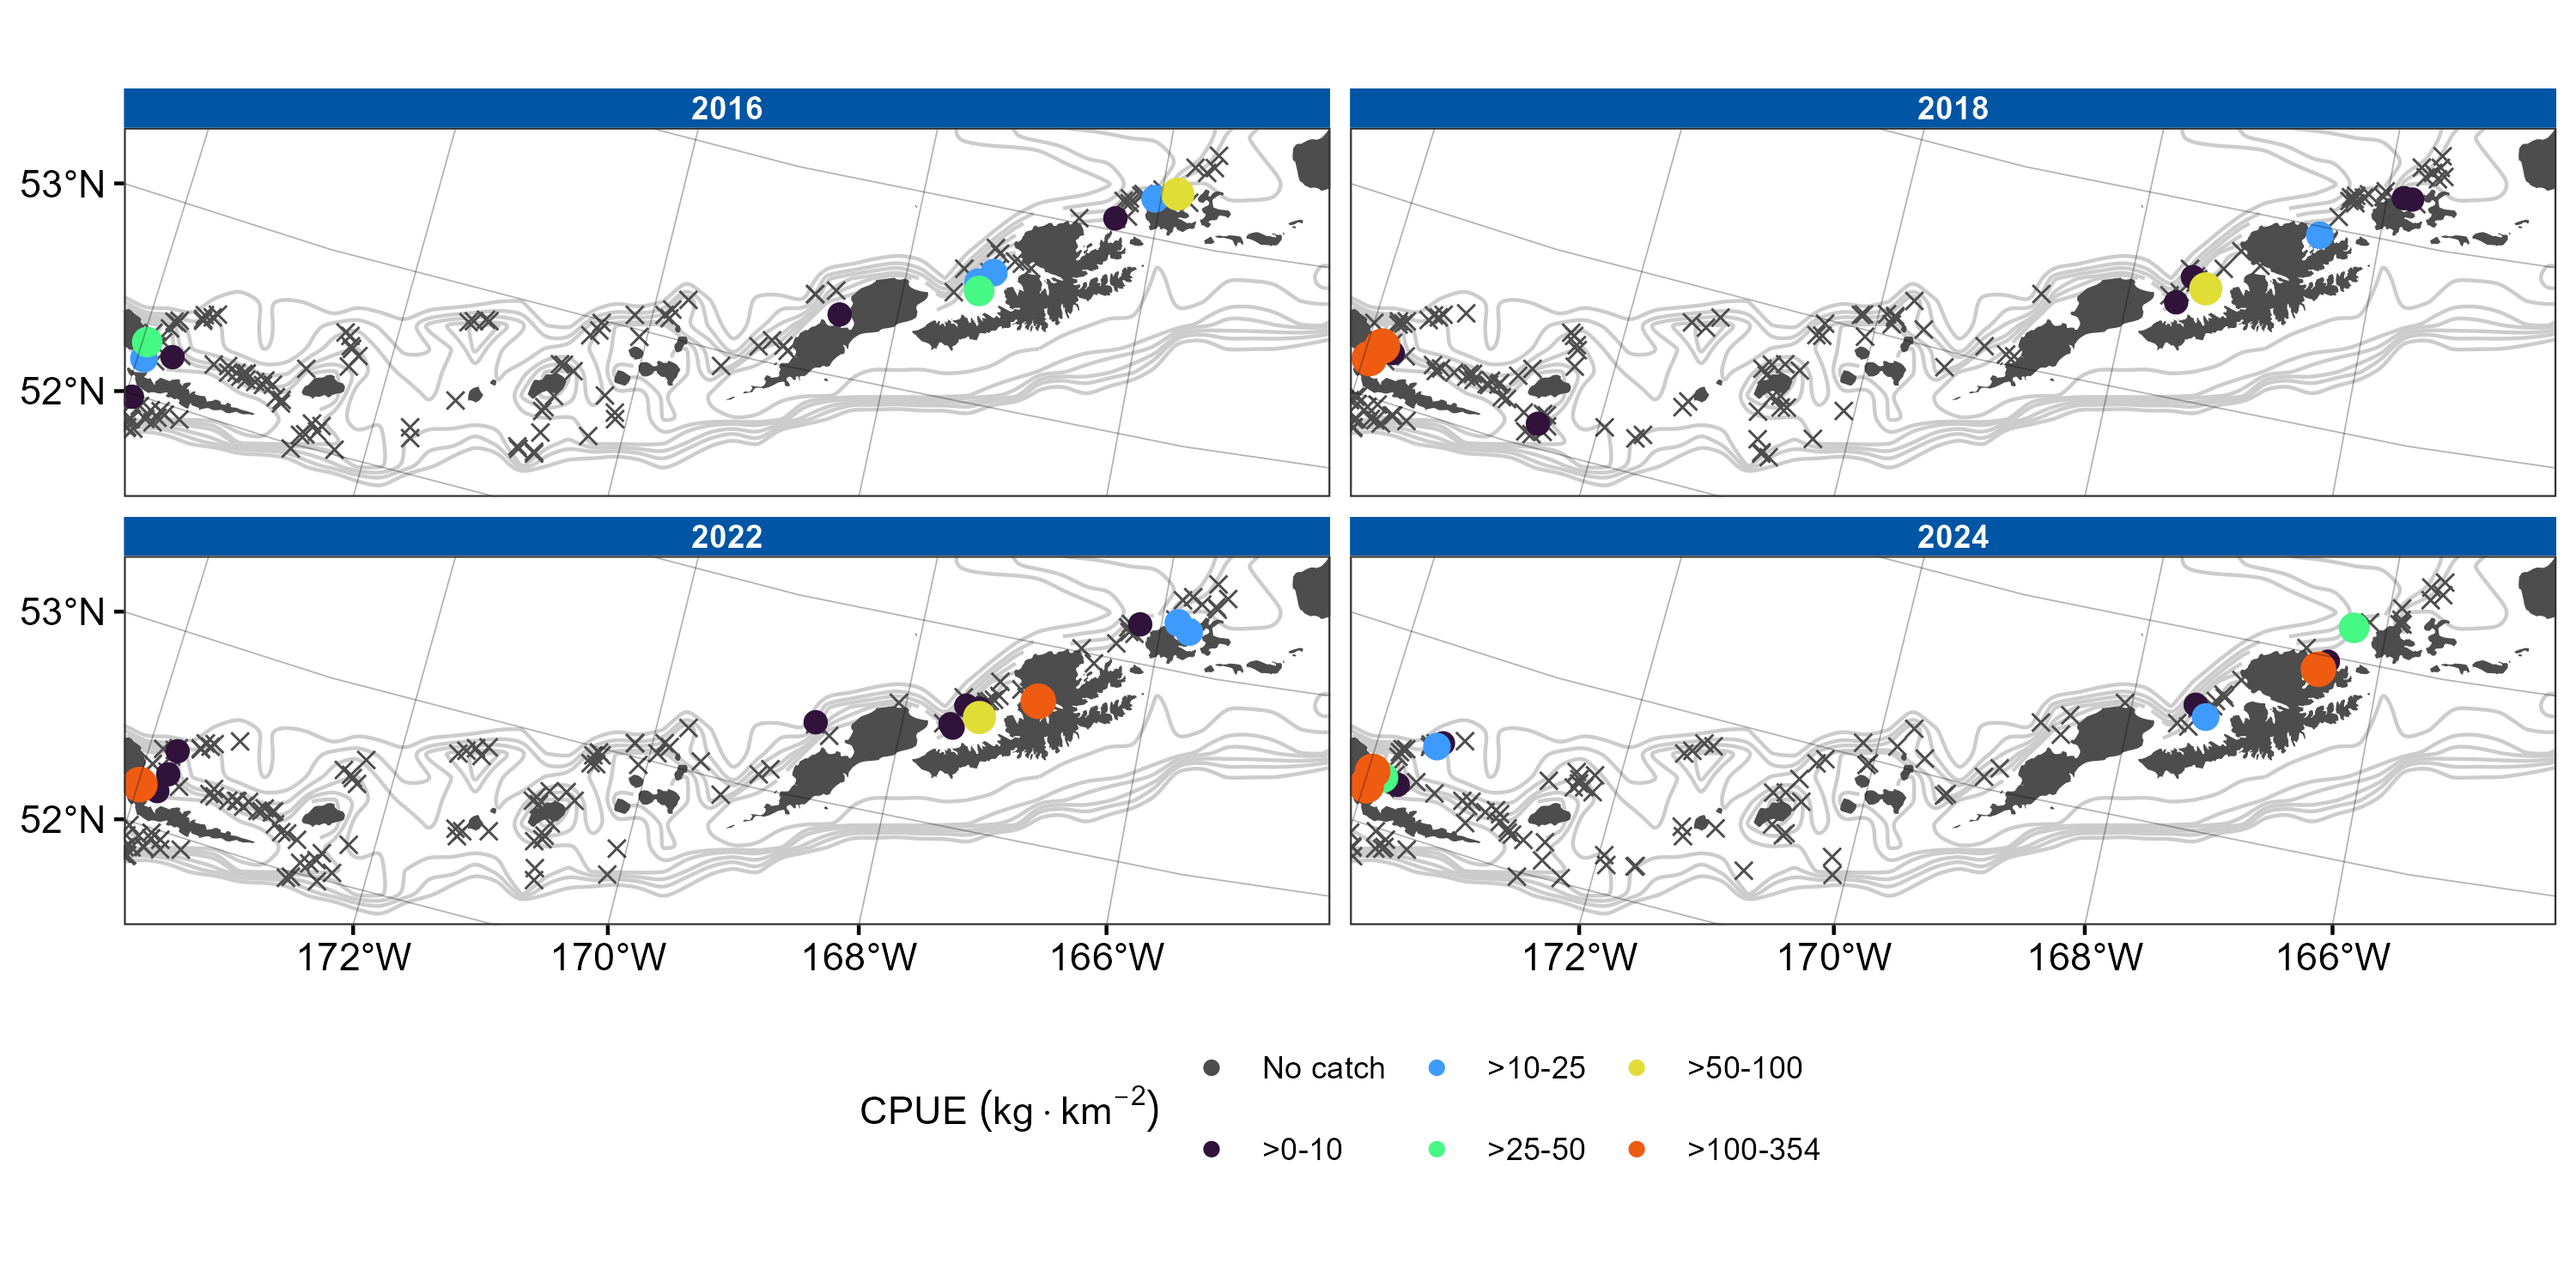 2016
2018
53°N
52°N
2022
2024
53°N
52°N
172°W 170°W 168°W 166°W
172°W 170°W 168°W 166°W
CPUE (kg · km⁻²)
No catch >10-25 >50-100
>0-10 >25-50 >100-354